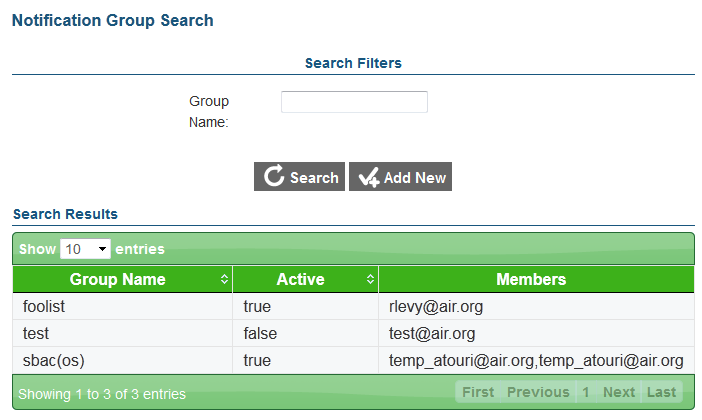 Notification Group Search
Search Filters
Group
Name:
Search Add New
Search Results
Show 10 entries
Group Name Active Members
foolist true rlevy@air.org
test false test@air.org
sbac(os) true temp_atouri@air.org,temp_atouri@air.org
Showing 1 to 3 of 3 entries First Previous 1 Next Last